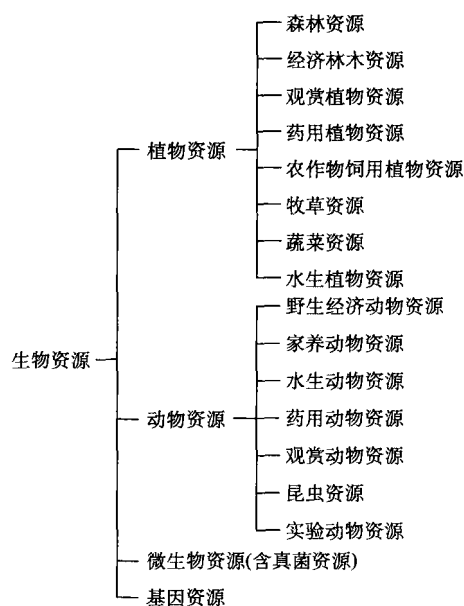 森林资源
经济林木资源
观赏植物资源
药用植物资源
植物资源
农作物饲用植物资源
牧草资源
蔬菜资源
水生植物资源
野生经济动物资源
家养动物资源
生物资源
水生动物资源
动物资源
药用动物资源
观赏动物资源
昆虫资源
实验动物资源
微生物资源(含真菌资源)
基因资源